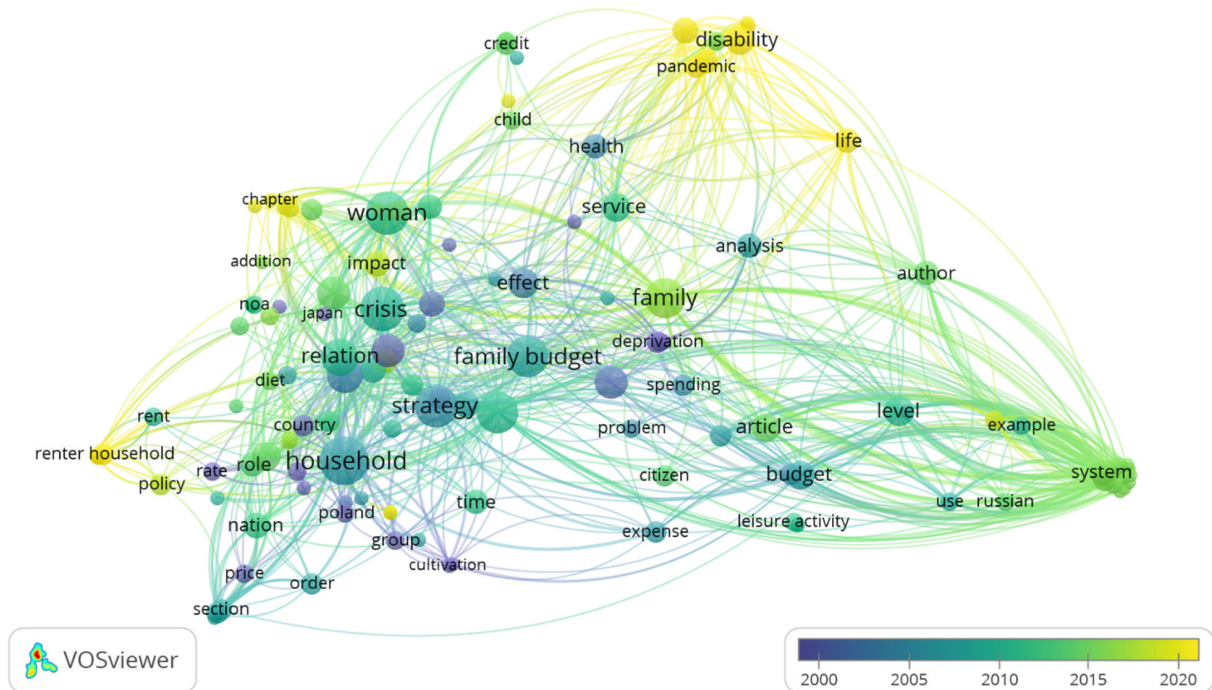 credit
disability
pandemic
child
health
life
chapter
woman
service
analysis
addition
impact
author
effect
noa
japan
crisis
family
deprivation
relation
family budget
diet
spending
rent
strategy
level
country
problem
article
example
renter household
rate
role
household
policy
citizen
budget
system
poland
time
use
russian
nation
leisure activity
group
expense
cultivation
price
order
section
VOSviewer
2000
2005
2010
2015
2020